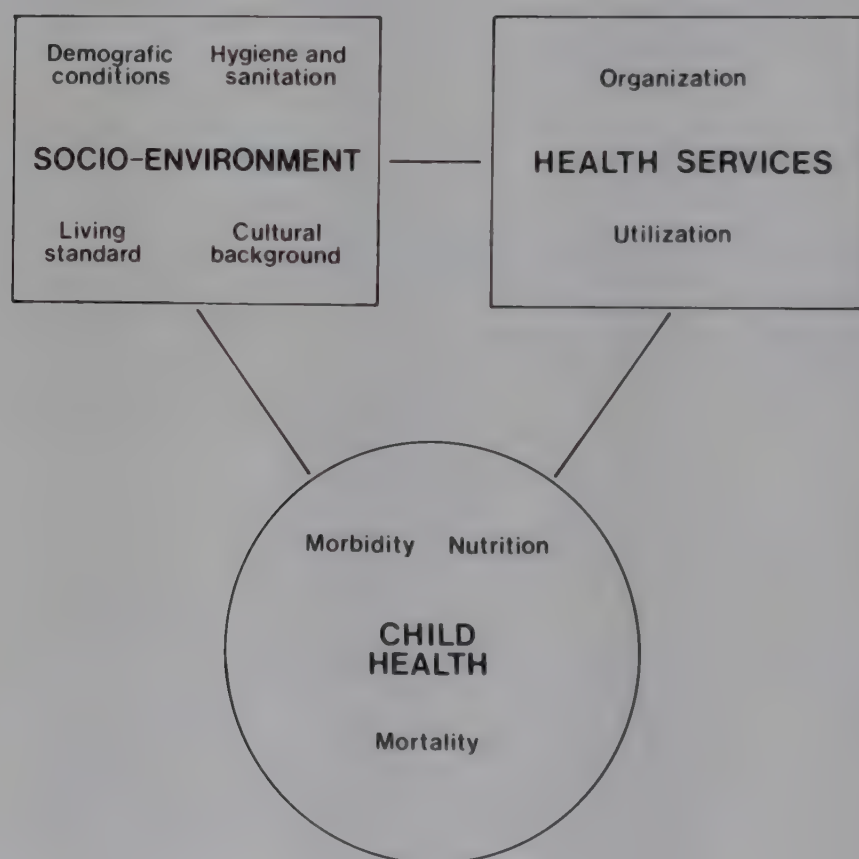 Demografic
conditions
Hygiene and
sanitation
SOCIO-ENVIRONMENT
Living
standard
Cultural
background
Organization
HEALTH SERVICES
Utilization
Morbidity
Nutrition
CHILD
HEALTH
Mortality